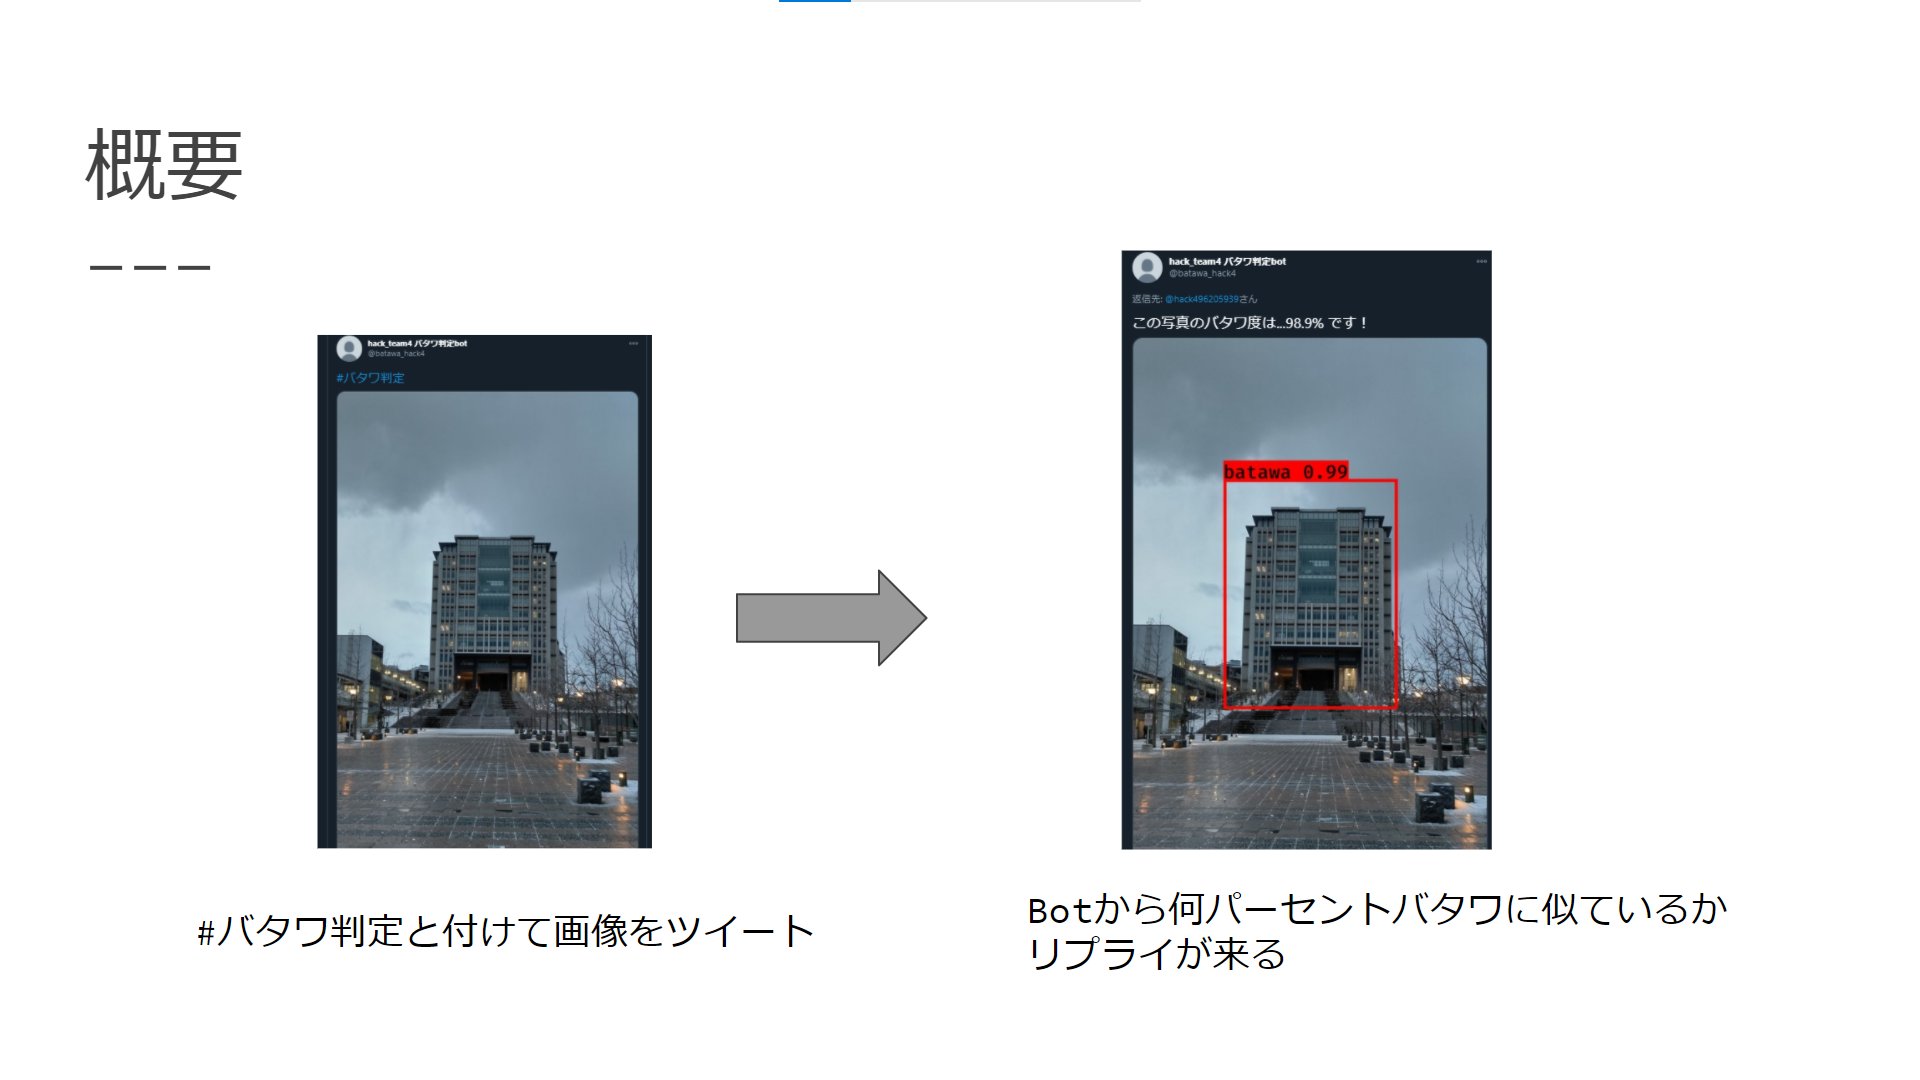 概要
hack_team4 バタワ判定bot
@batawa_hack4
#バタワ判定
#バタワ判定と付けて画像をツイート
hack_team4 バタワ判定bot
@batawa_hack4
返信先: @hack496205939さん
この写真のバタワ度は...98.9% です！
batawa 0.99
Botから何パーセントバタワに似ているか
リプライが来る